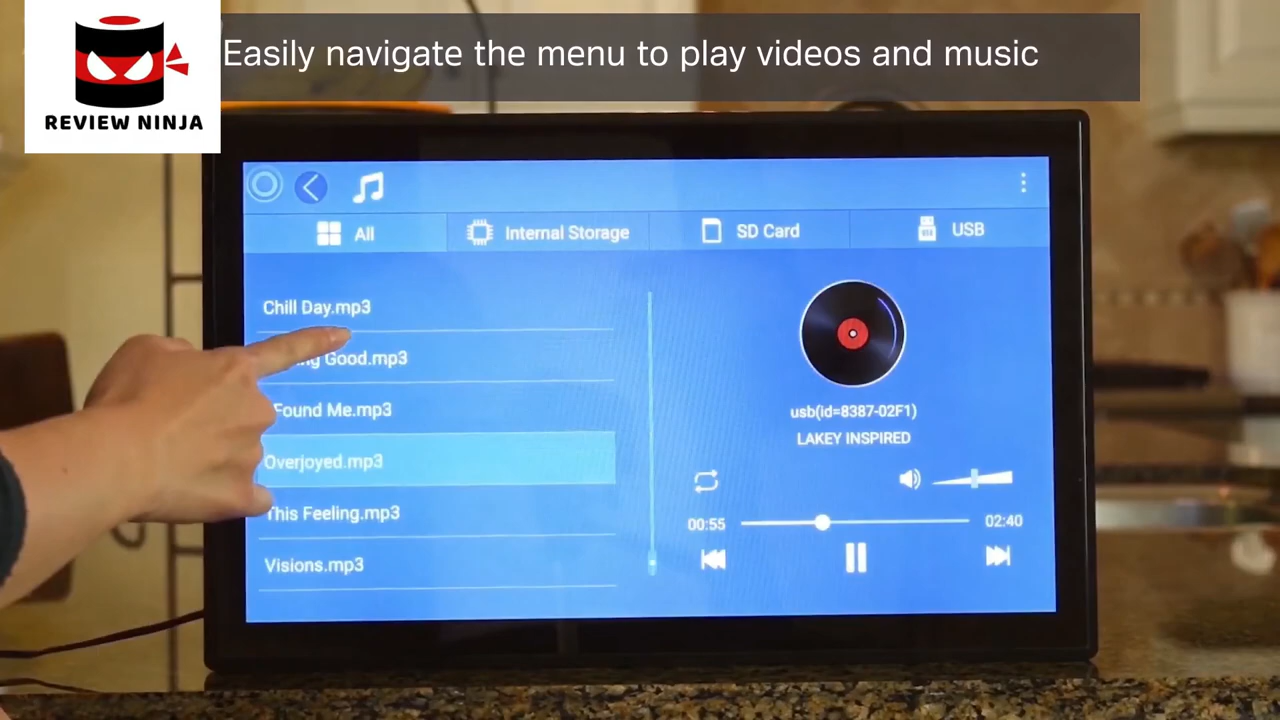 Easily navigate the menu to play videos and music
REVIEW NINJA
All
Internal Storage
SD Card
USB
Chill Day.mp3
Good.mp3
Found Me.mp3
Overjoyed.mp3
This Feeling.mp3
Visions.mp3
usb(id=8387-02F1)
LAKEY INSPIRED
00:55
02:40